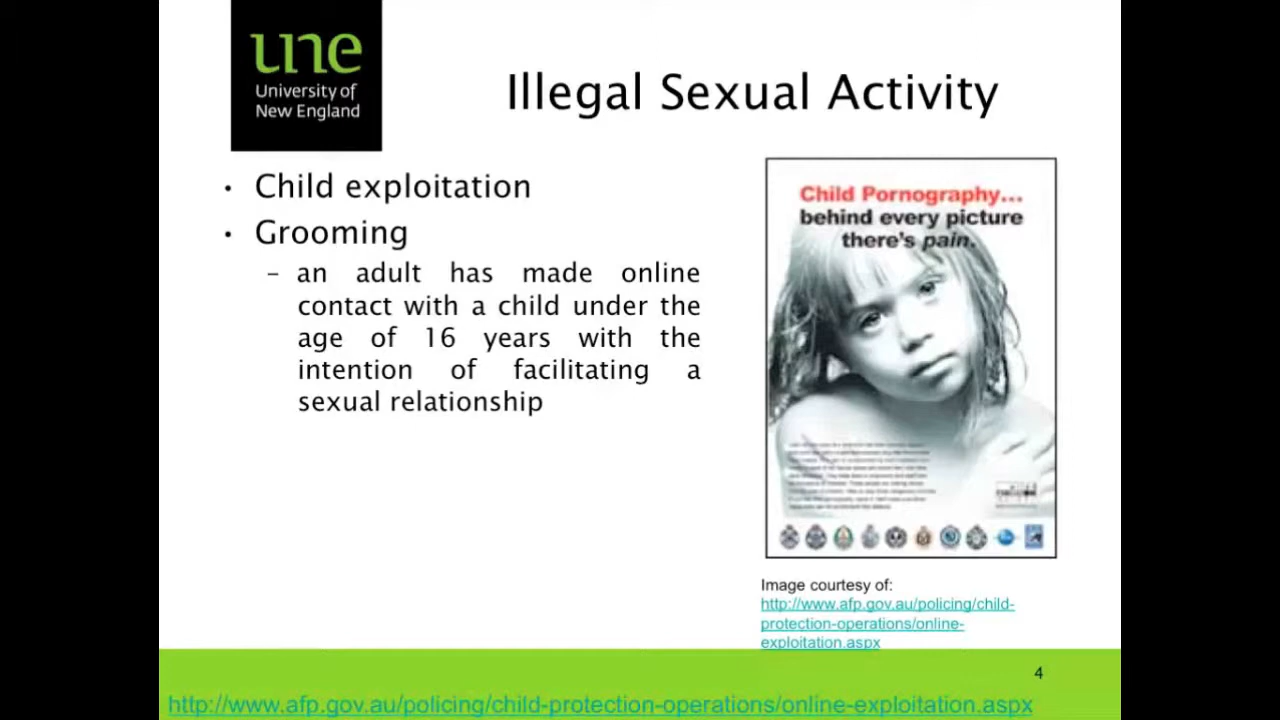 une
University of
New England
Illegal Sexual Activity
• Child exploitation
• Grooming
– an adult has made online
contact with a child under the
age of 16 years with the
intention of facilitating a
sexual relationship
Child Pornography...
behind every picture
there's pain.
Image courtesy of:
http://www.afp.gov.au/policing/child-
protection-operations/online-
exploitation.aspx
4
http://www.afp.gov.au/policing/child-protection-operations/online-exploitation.aspx